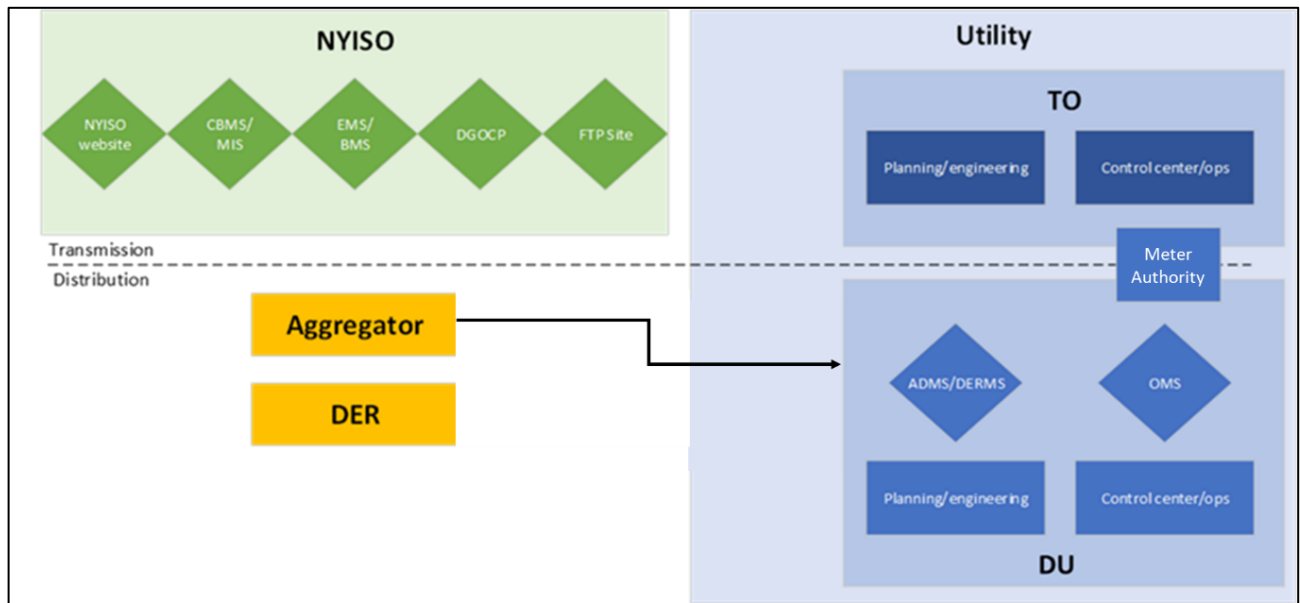 NYISO
NYISO
website
CBMS/
MIS
EMS/
BMS
DGOCP
FTP Site
Utility
TO
Planning/engineering
Control center/ops
Transmission
Distribution
Meter
Authority
Aggregator
DER
ADMS/DERMS
OMS
Planning/engineering
Control center/ops
DU